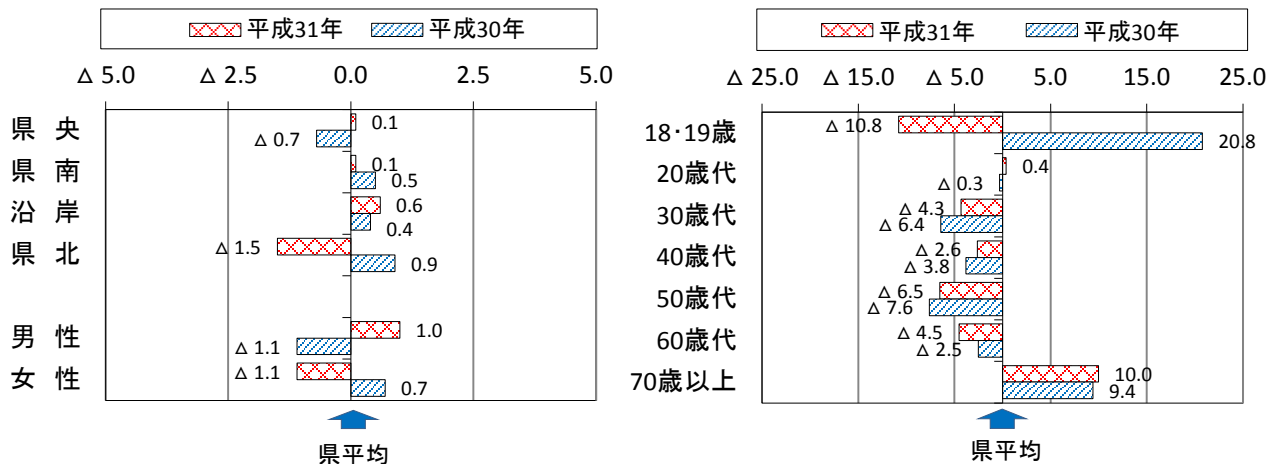 平成31年 平成30年
△ 5.0 △ 2.5 0.0 2.5 5.0
県 央
0.1
△ 0.7
県 南
0.1
0.5
沿 岸
0.6
0.4
県 北
△ 1.5
0.9
男 性
1.0
△ 1.1
女 性
△ 1.1
0.7
県平均
平成31年 平成30年
△ 25.0 △ 15.0 △ 5.0 5.0 15.0 25.0
18･19歳
△ 10.8
20.8
20歳代
0.4
△ 0.3
30歳代
△ 4.3
△ 6.4
40歳代
△ 2.6
△ 3.8
50歳代
△ 6.5
△ 7.6
60歳代
△ 4.5
△ 2.5
70歳以上
10.0
9.4
県平均